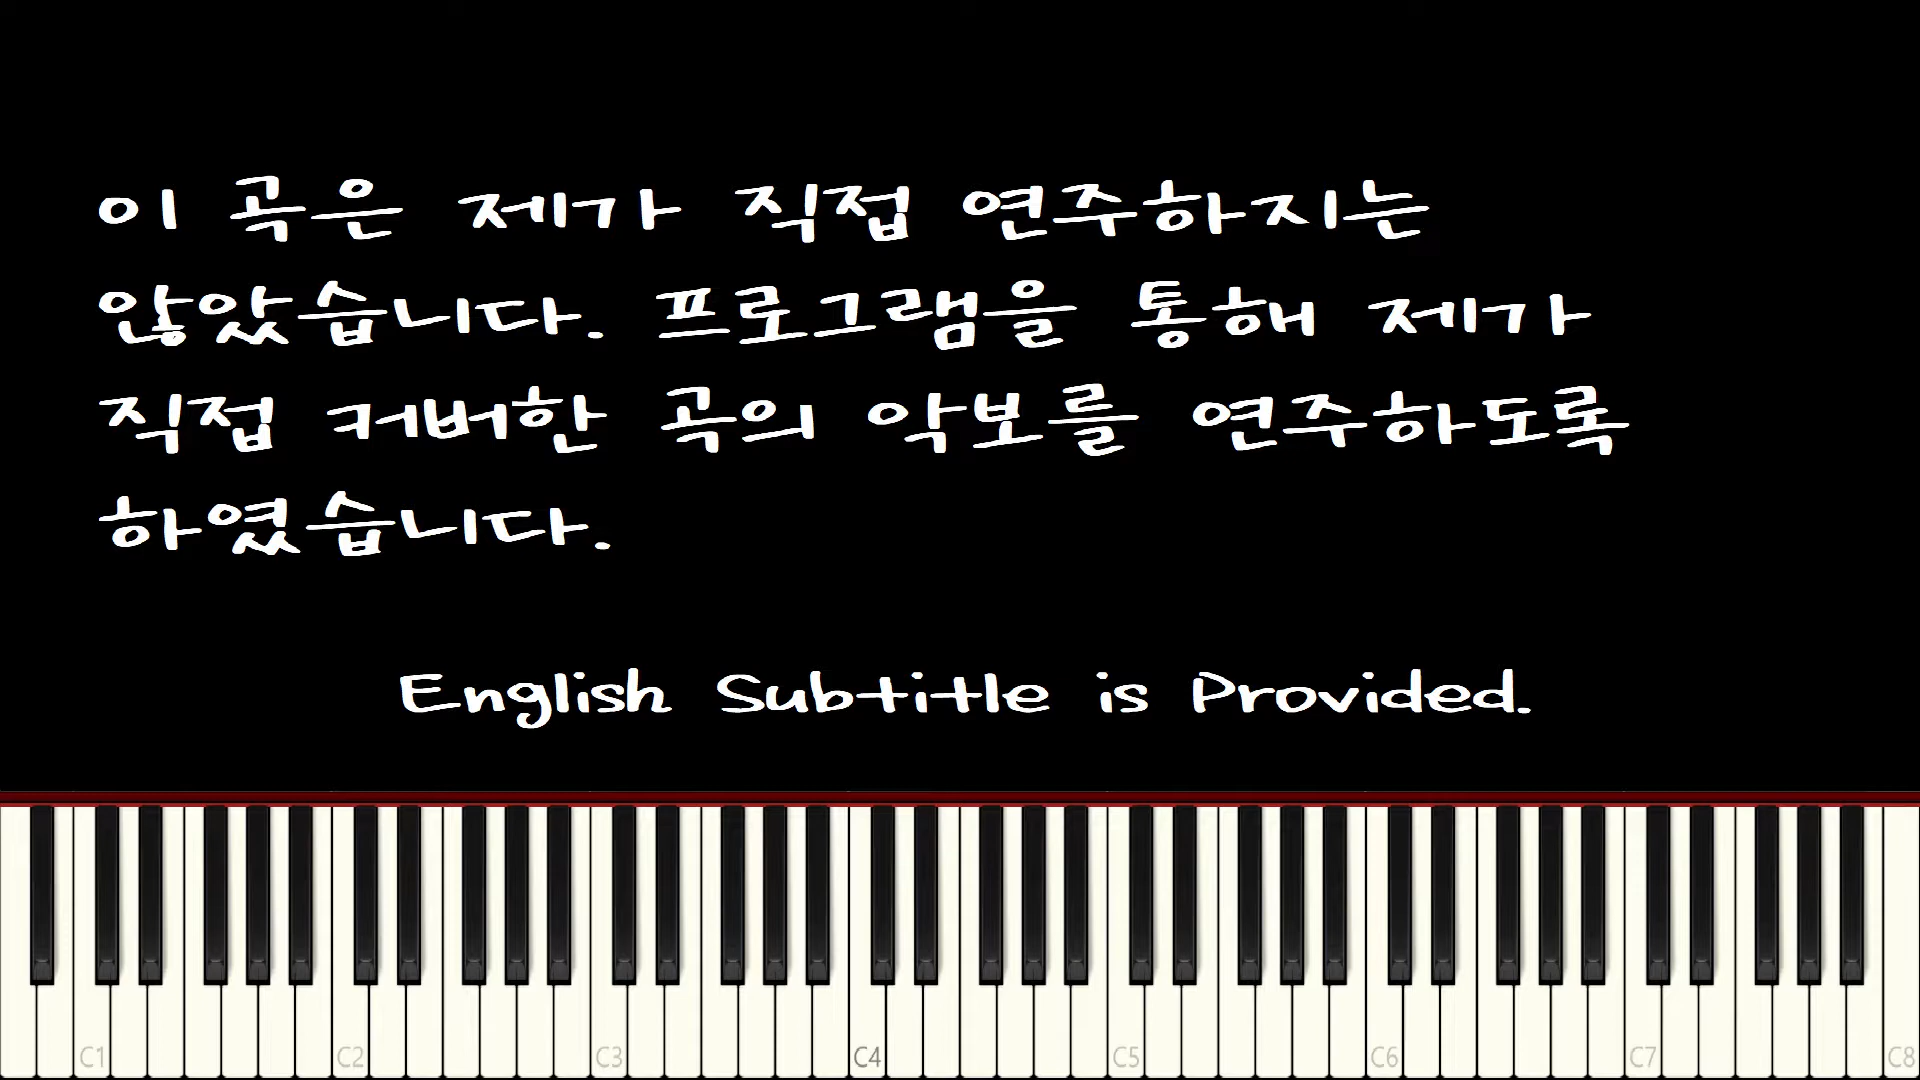 이 곡은 제가 직접 연주하지는
않았습니다. 프로그램을 통해 제가
직접 커버한 곡의 악보를 연주하도록
하였습니다.
English Subtitle is Provided.
C1 C2 C3 C4 C5 C6 C7 C8